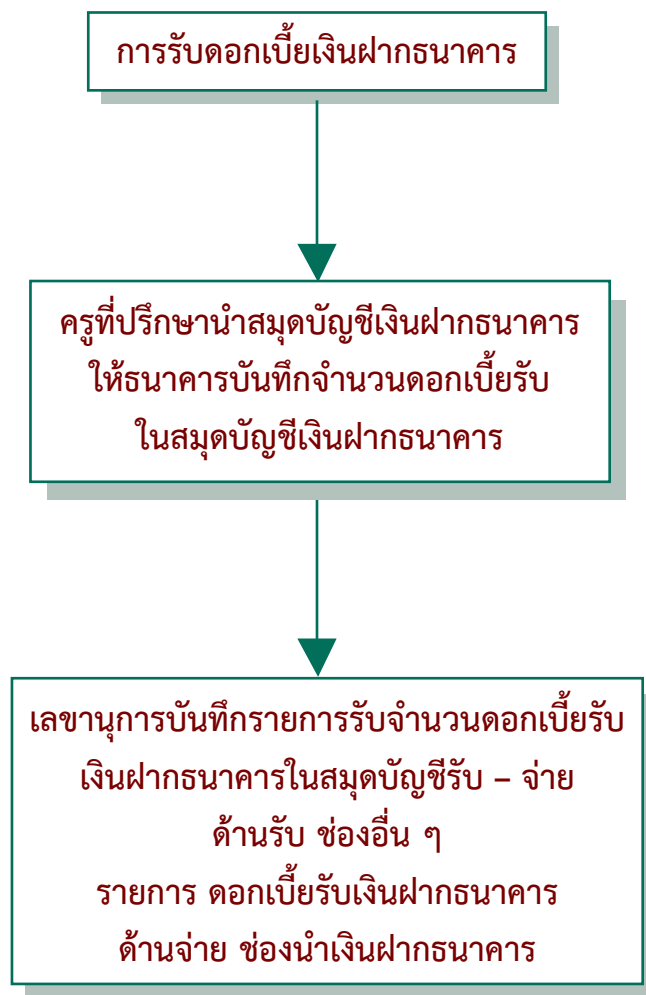 การรับดอกเบี้ยเงินฝากธนาคาร
ครูที่ปรึกษานำสมุดบัญชีเงินฝากธนาคาร
ให้ธนาคารบันทึกจำนวนดอกเบี้ยรับ
ในสมุดบัญชีเงินฝากธนาคาร
เลขานุการบันทึกรายการรับจำนวนดอกเบี้ยรับ
เงินฝากธนาคารในสมุดบัญชีรับ – จ่าย
ด้านรับ ช่องอื่น ๆ
รายการ ดอกเบี้ยรับเงินฝากธนาคาร
ด้านจ่าย ช่องนำเงินฝากธนาคาร